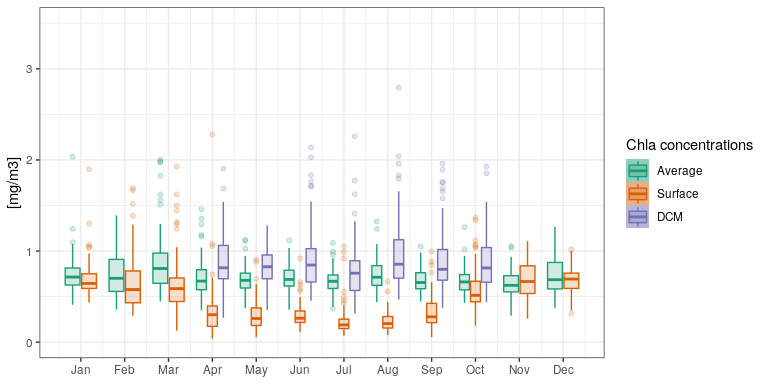 [mg/m3]
3
2
1
0
Jan Feb Mar Apr May Jun Jul Aug Sep Oct Nov Dec
Chla concentrations
Average
Surface
DCM